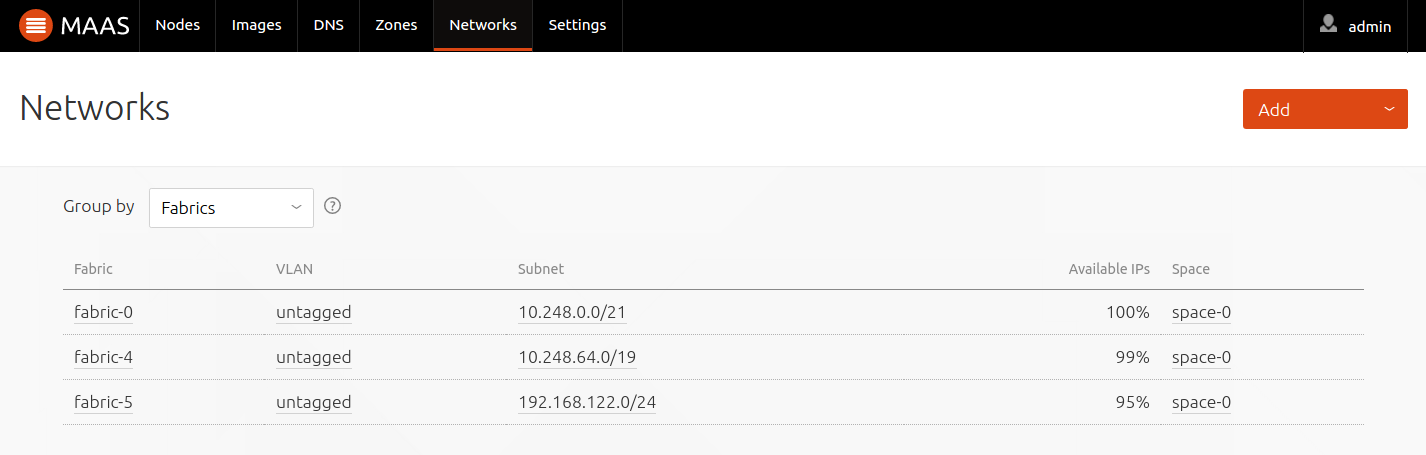 MAAS Nodes Images DNS Zones Networks Settings admin
Networks
Add
Group by Fabrics ?
Fabric VLAN Subnet Available IPs Space
fabric-0 untagged 10.248.0.0/21 100% space-0
fabric-4 untagged 10.248.64.0/19 99% space-0
fabric-5 untagged 192.168.122.0/24 95% space-0